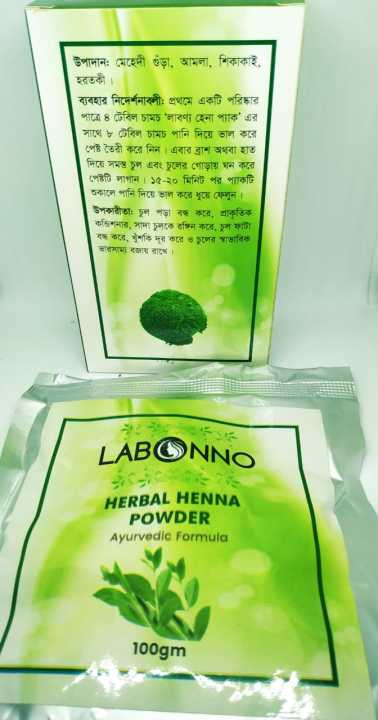 উপাদান: মেহেদী গুঁড়া, আমলা, শিকাকাই,
হরতকী।
ব্যবহার নিদের্শনাবলী: প্রথমে একটি পরিষ্কার
পাত্রে ৪ টেবিল চামচ 'লাবণ্য হেনা প্যাক' এর
সাথে ৮ টেবিল চামচ পানি দিয়ে ভাল করে
পেষ্ট তৈরী করে নিন। এবার ব্রাশ অথবা হাত
দিয়ে সমস্ত চুল এবং চুলের গোড়ায় ঘন করে
পেষ্টটি লাগান। ১৫-২০ মিনিট পর প্যাকটি
শুকালে পানি দিয়ে ভাল করে ধুয়ে ফেলুন।
উপকারীতা: চুল পড়া বন্ধ করে, প্রাকৃতিক
কন্ডিশনার, সাদা চুলকে রঙ্গিন করে, চুল ফাটা
বন্ধ করে, খুশকি দূর করে ও চুলের স্বাভাবিক
ভারসাম্য বজায় রাখে।
LABONNO
HERBAL HENNA
POWDER
Ayurvedic Formula
100gm